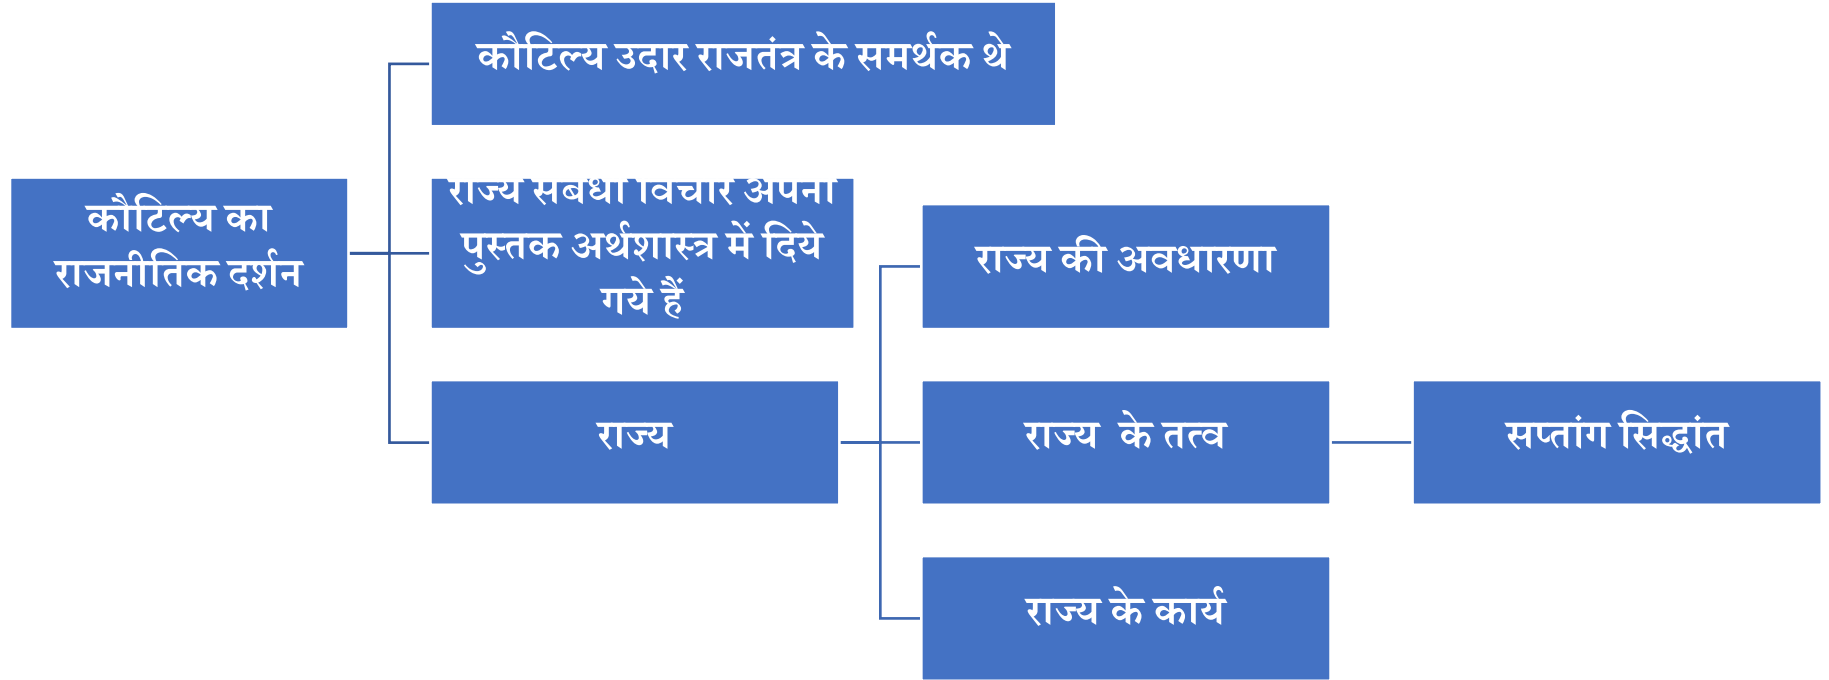 कौटिल्य उदार राजतंत्र के समर्थक थे
कौटिल्य का
राजनीतिक दर्शन
राज्य संबंधी विचार अपनी
पुस्तक अर्थशास्त्र में दिये
गये हैं
राज्य की अवधारणा
राज्य
राज्य के तत्व
सप्तांग सिद्धांत
राज्य के कार्य